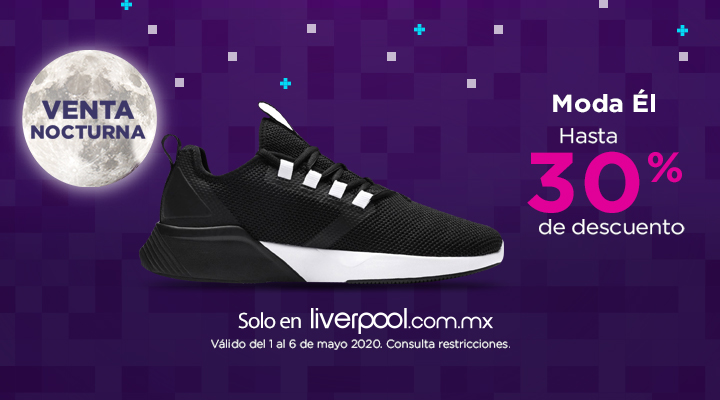 VENTA
NOCTURNA
Moda Él
Hasta
30%
de descuento
Solo en liverpool.com.mx
Válido del 1 al 6 de mayo 2020. Consulta restricciones.